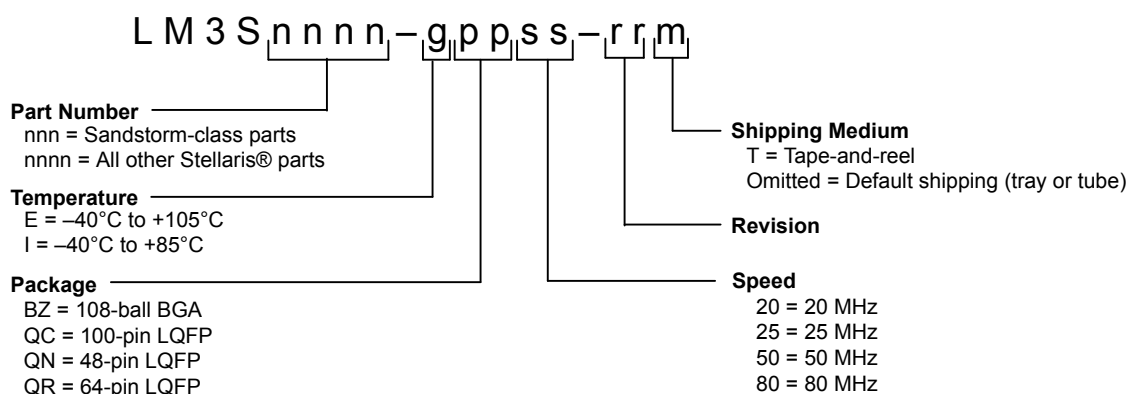 LM3Snnnn–gppss–rrm
Part Number
nnn = Sandstorm-class parts
nnnn = All other Stellaris® parts
Temperature
E = –40°C to +105°C
I = –40°C to +85°C
Package
BZ = 108-ball BGA
QC = 100-pin LQFP
QN = 48-pin LQFP
QR = 64-pin LQFP
Shipping Medium
T = Tape-and-reel
Omitted = Default shipping (tray or tube)
Revision
Speed
20 = 20 MHz
25 = 25 MHz
50 = 50 MHz
80 = 80 MHz